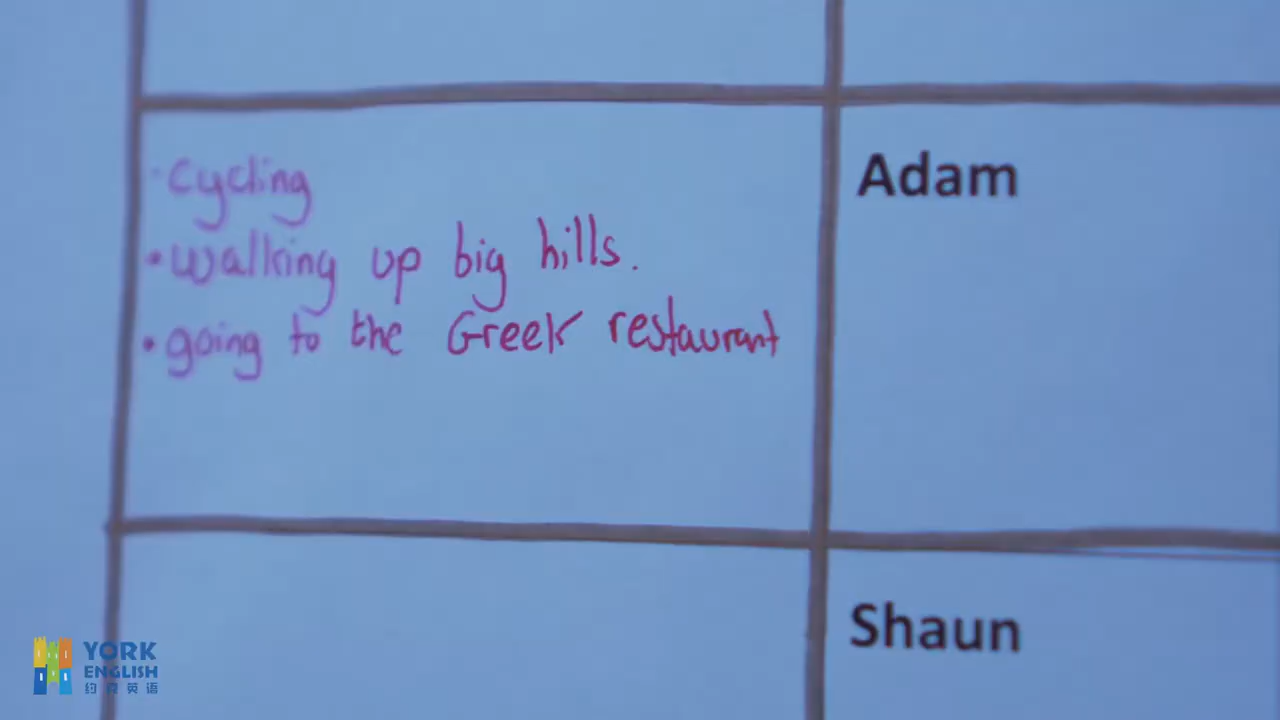 · Cycling
• walking up big hills.
• going to the Greek restaurant
Adam
Shaun
YORK
ENGLISH
约克英语